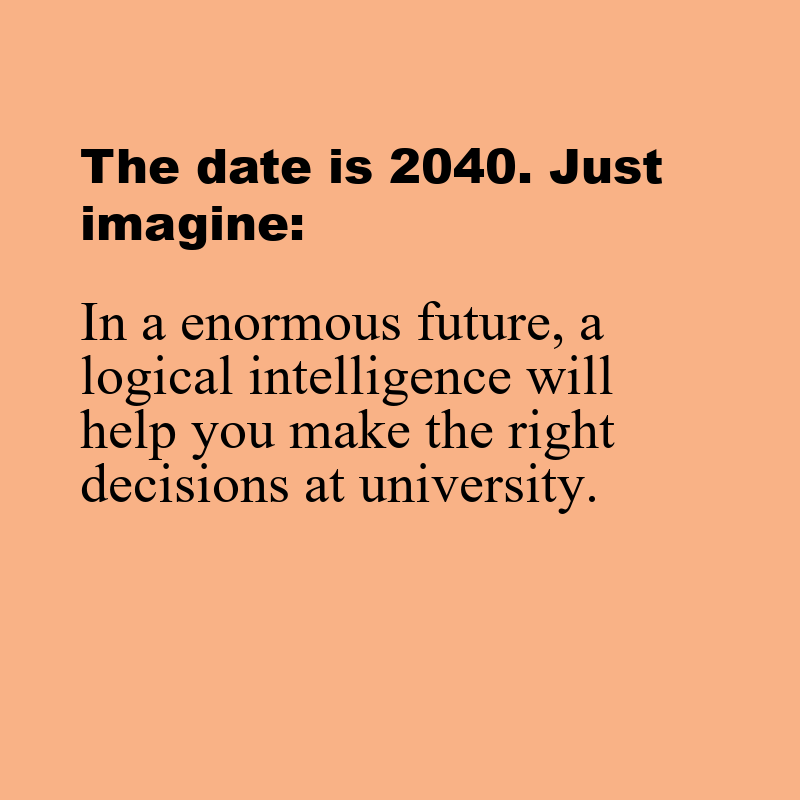 The date is 2040. Just
imagine:
In a enormous future, a
logical intelligence will
help you make the right
decisions at university.